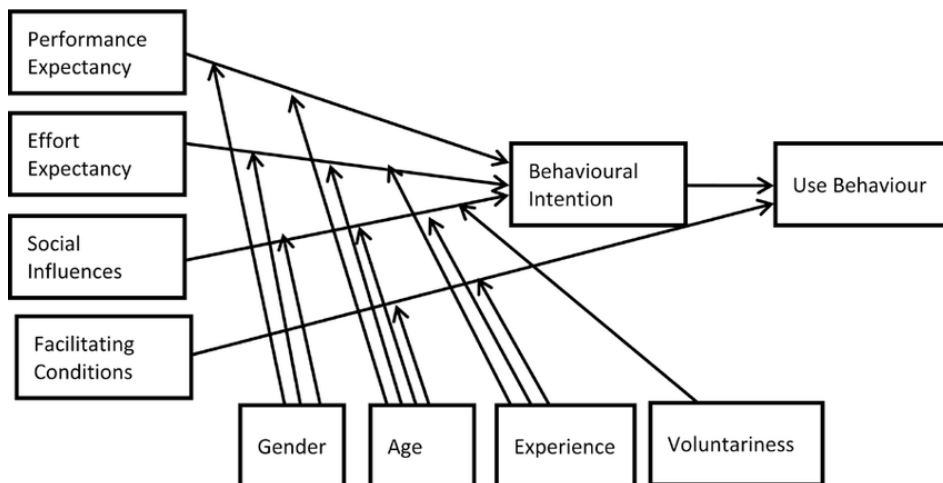 Performance
Expectancy
Effort
Expectancy
Social
Influences
Facilitating
Conditions
Behavioural
Intention
Use Behaviour
Gender
Age
Experience
Voluntariness